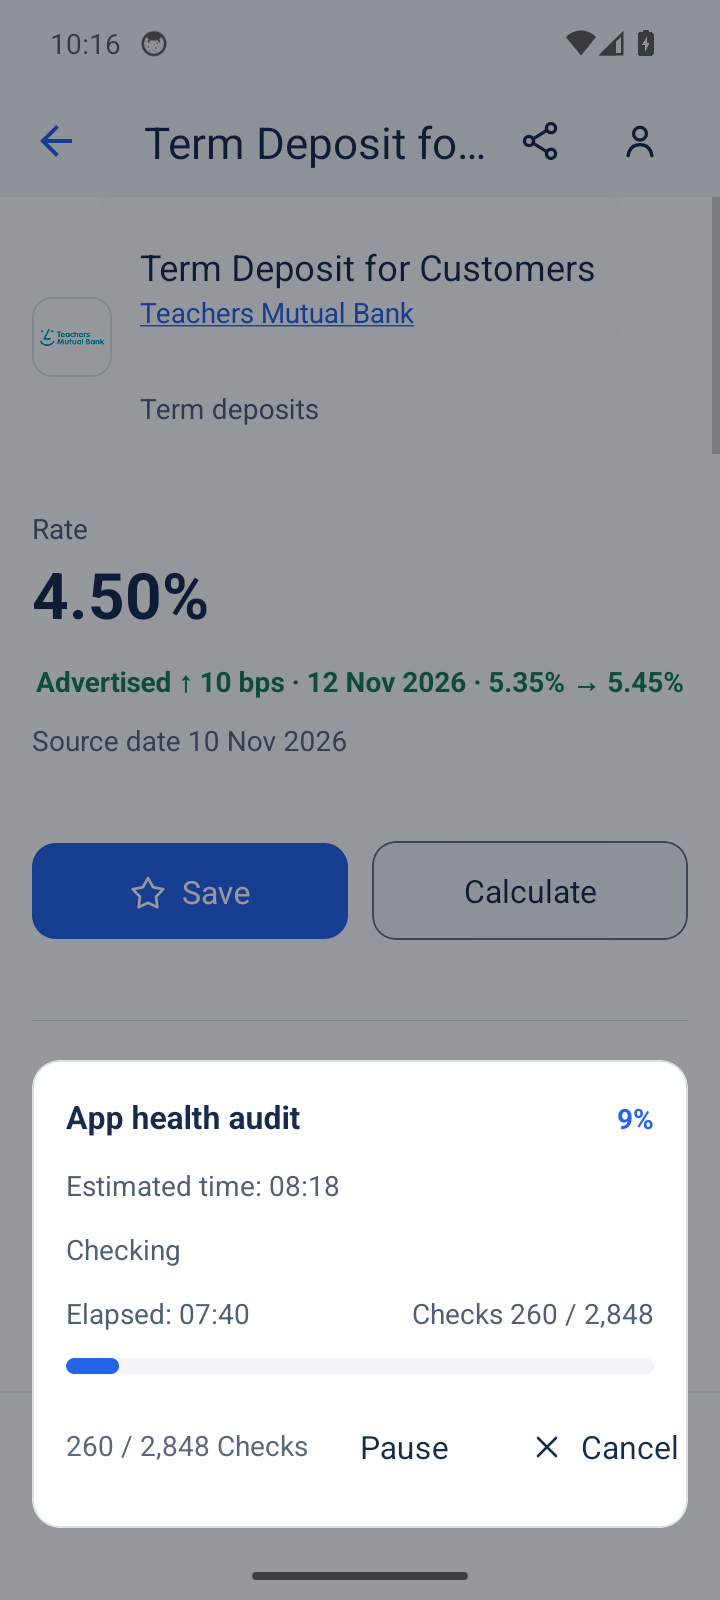 10:16
Term Deposit fo...
Term Deposit for Customers
Teachers Mutual Bank
Teachers
Mutual Bank
Term deposits
Rate
4.50%
Advertised ↑ 10 bps · 12 Nov 2026 · 5.35% → 5.45%
Source date 10 Nov 2026
Save
Calculate
App health audit
9%
Estimated time: 08:18
Checking
Elapsed: 07:40
Checks 260 / 2,848
260 / 2,848 Checks
Pause
Cancel